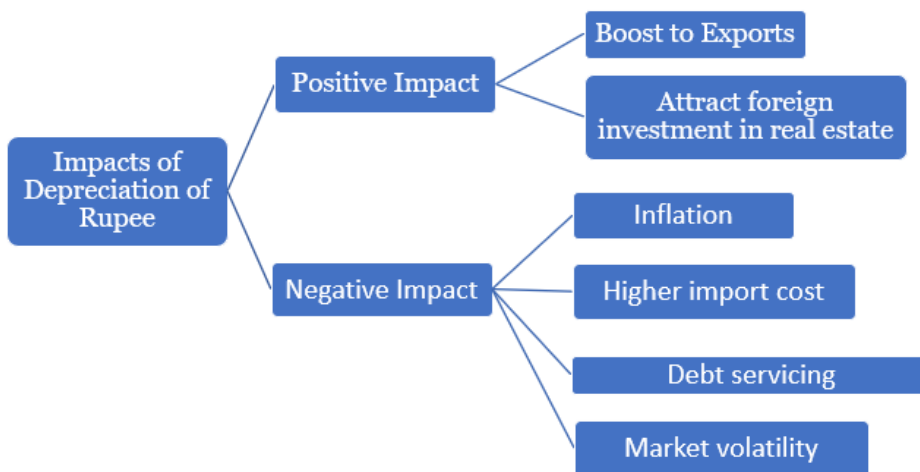 Impacts of
Depreciation of
Rupee
Positive Impact
Boost to Exports
Attract foreign
investment in real estate
Negative Impact
Inflation
Higher import cost
Debt servicing
Market volatility